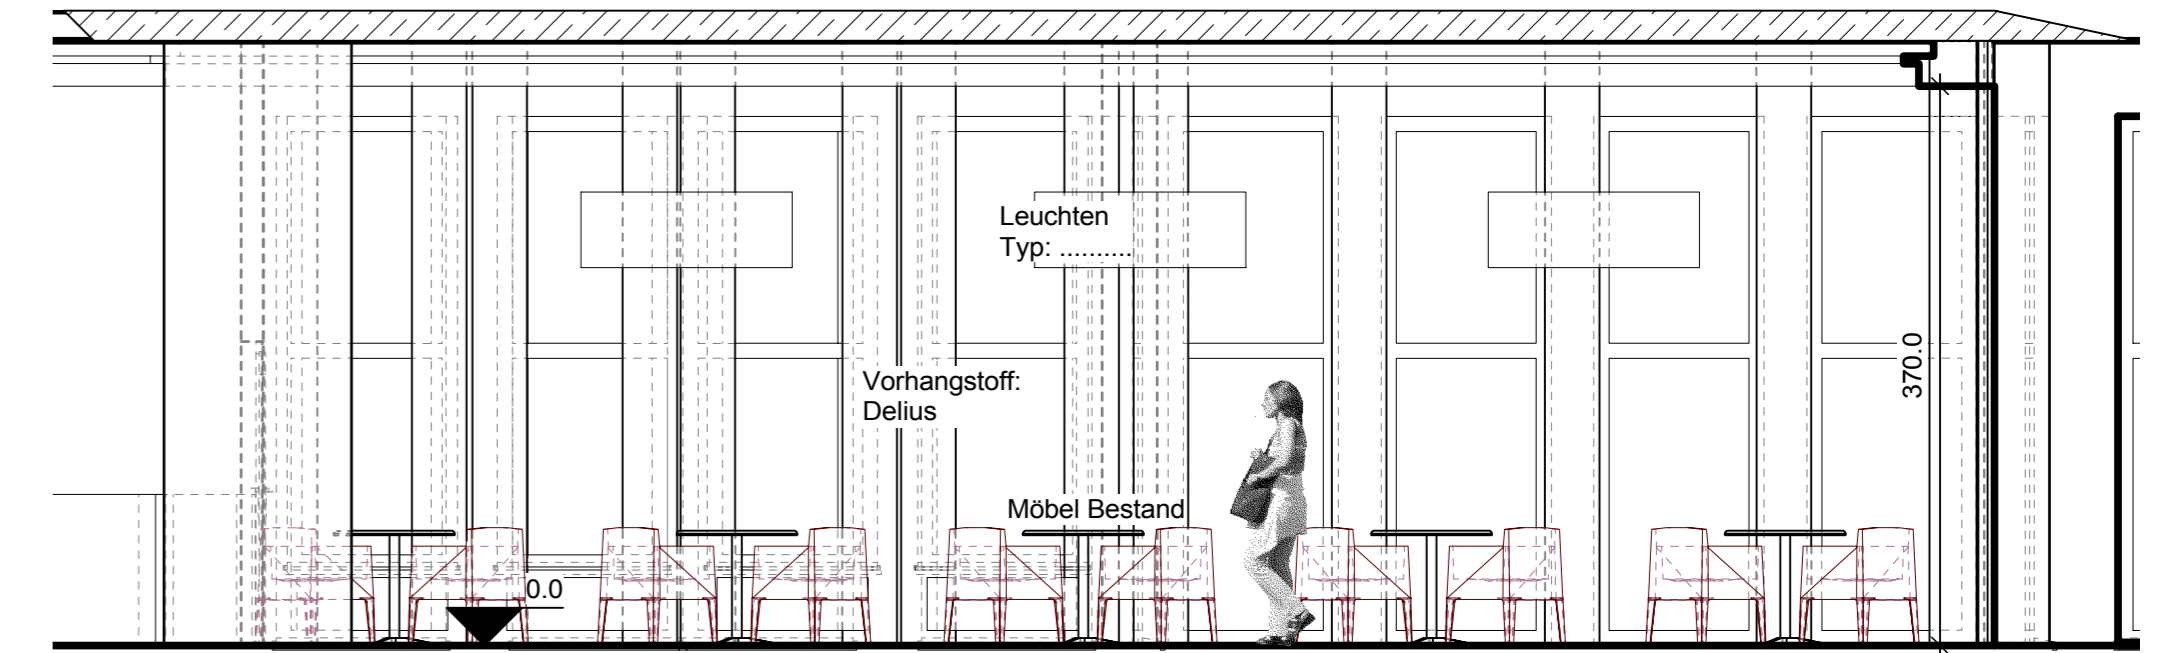 Leuchten
Typ: ..........
370.0
Vorhangstoff:
Delius
Möbel Bestand
0.0